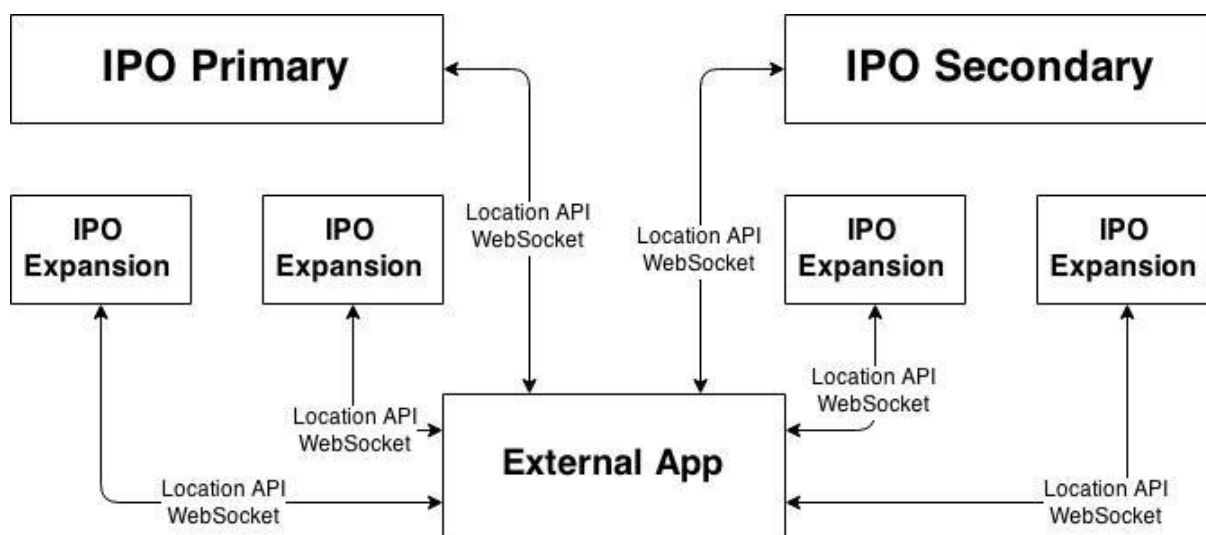 IPO Primary
IPO Secondary
IPO
Expansion
IPO
Expansion
IPO
Expansion
IPO
Expansion
Location API
WebSocket
Location API
WebSocket
Location API
WebSocket
Location API
WebSocket
External App
Location API
WebSocket
Location API
WebSocket